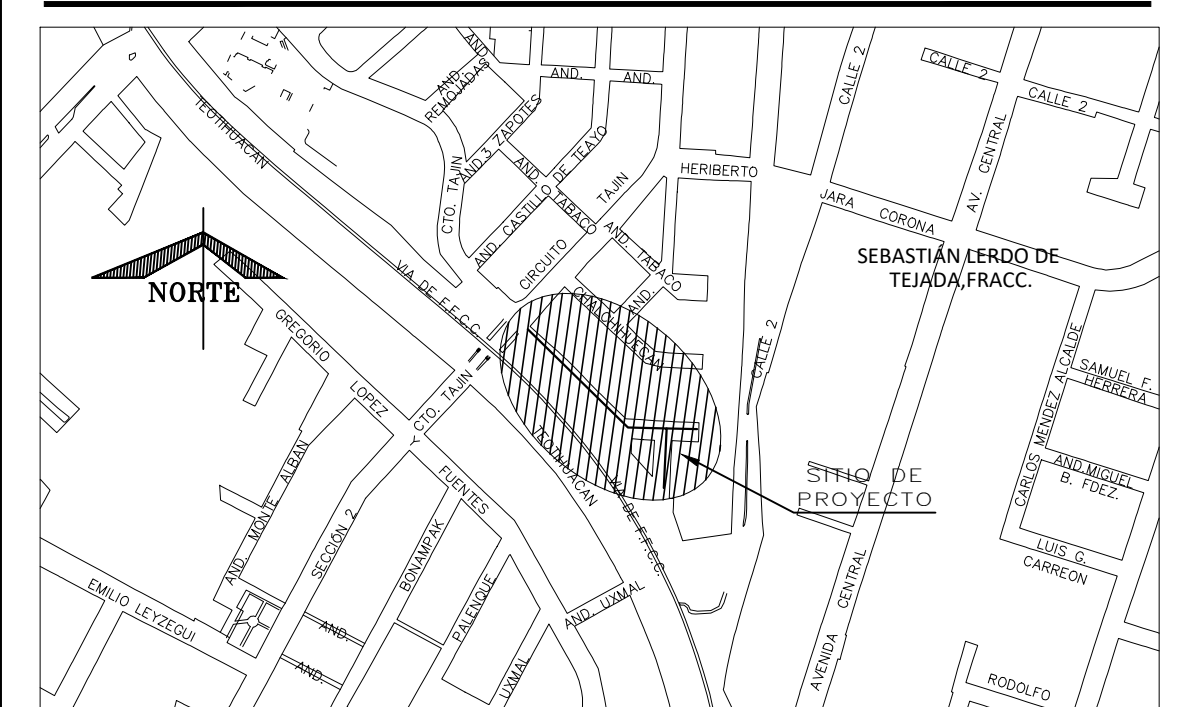 AND.
AND.
REMOJADAS
AND.
AND.
CALLE 2
CALLE 2
CALLE 2
TEOTIHUACAN
AND.3 ZAPOTES
AND. CASTILLO DE TEAYO
AND. TABACO
CTO. TAJIN
TAJIN
CIRCUITO
HERIBERTO
JARA CORONA
AV. CENTRAL
AND. TABACO
SEBASTIÁN LERDO DE
TEJADA,FRACC.
NORTE
VIA DE F.F.C.C.
AND.
CHALCHIHUECAN
GREGORIO
LOPEZ
Y
FUENTES
CTO. TAJIN
CALLE 2
CARLOS MENDEZ ALCALDE
SAMUEL F.
HERRERA
TEOTIHUACAN
VIA DE F.F.C.C.
SITIO DE
PROYECTO
AND.MIGUEL
B. FDEZ.
AND. MONTE ALBAN
SECCIÓN 2
BONAMPAK
PALENQUE
UXMAL
AND. UXMAL
LUIS G.
CARREON
EMILIO LEYZEGUI
AND.
AND.
AVENIDA CENTRAL
RODOLFO